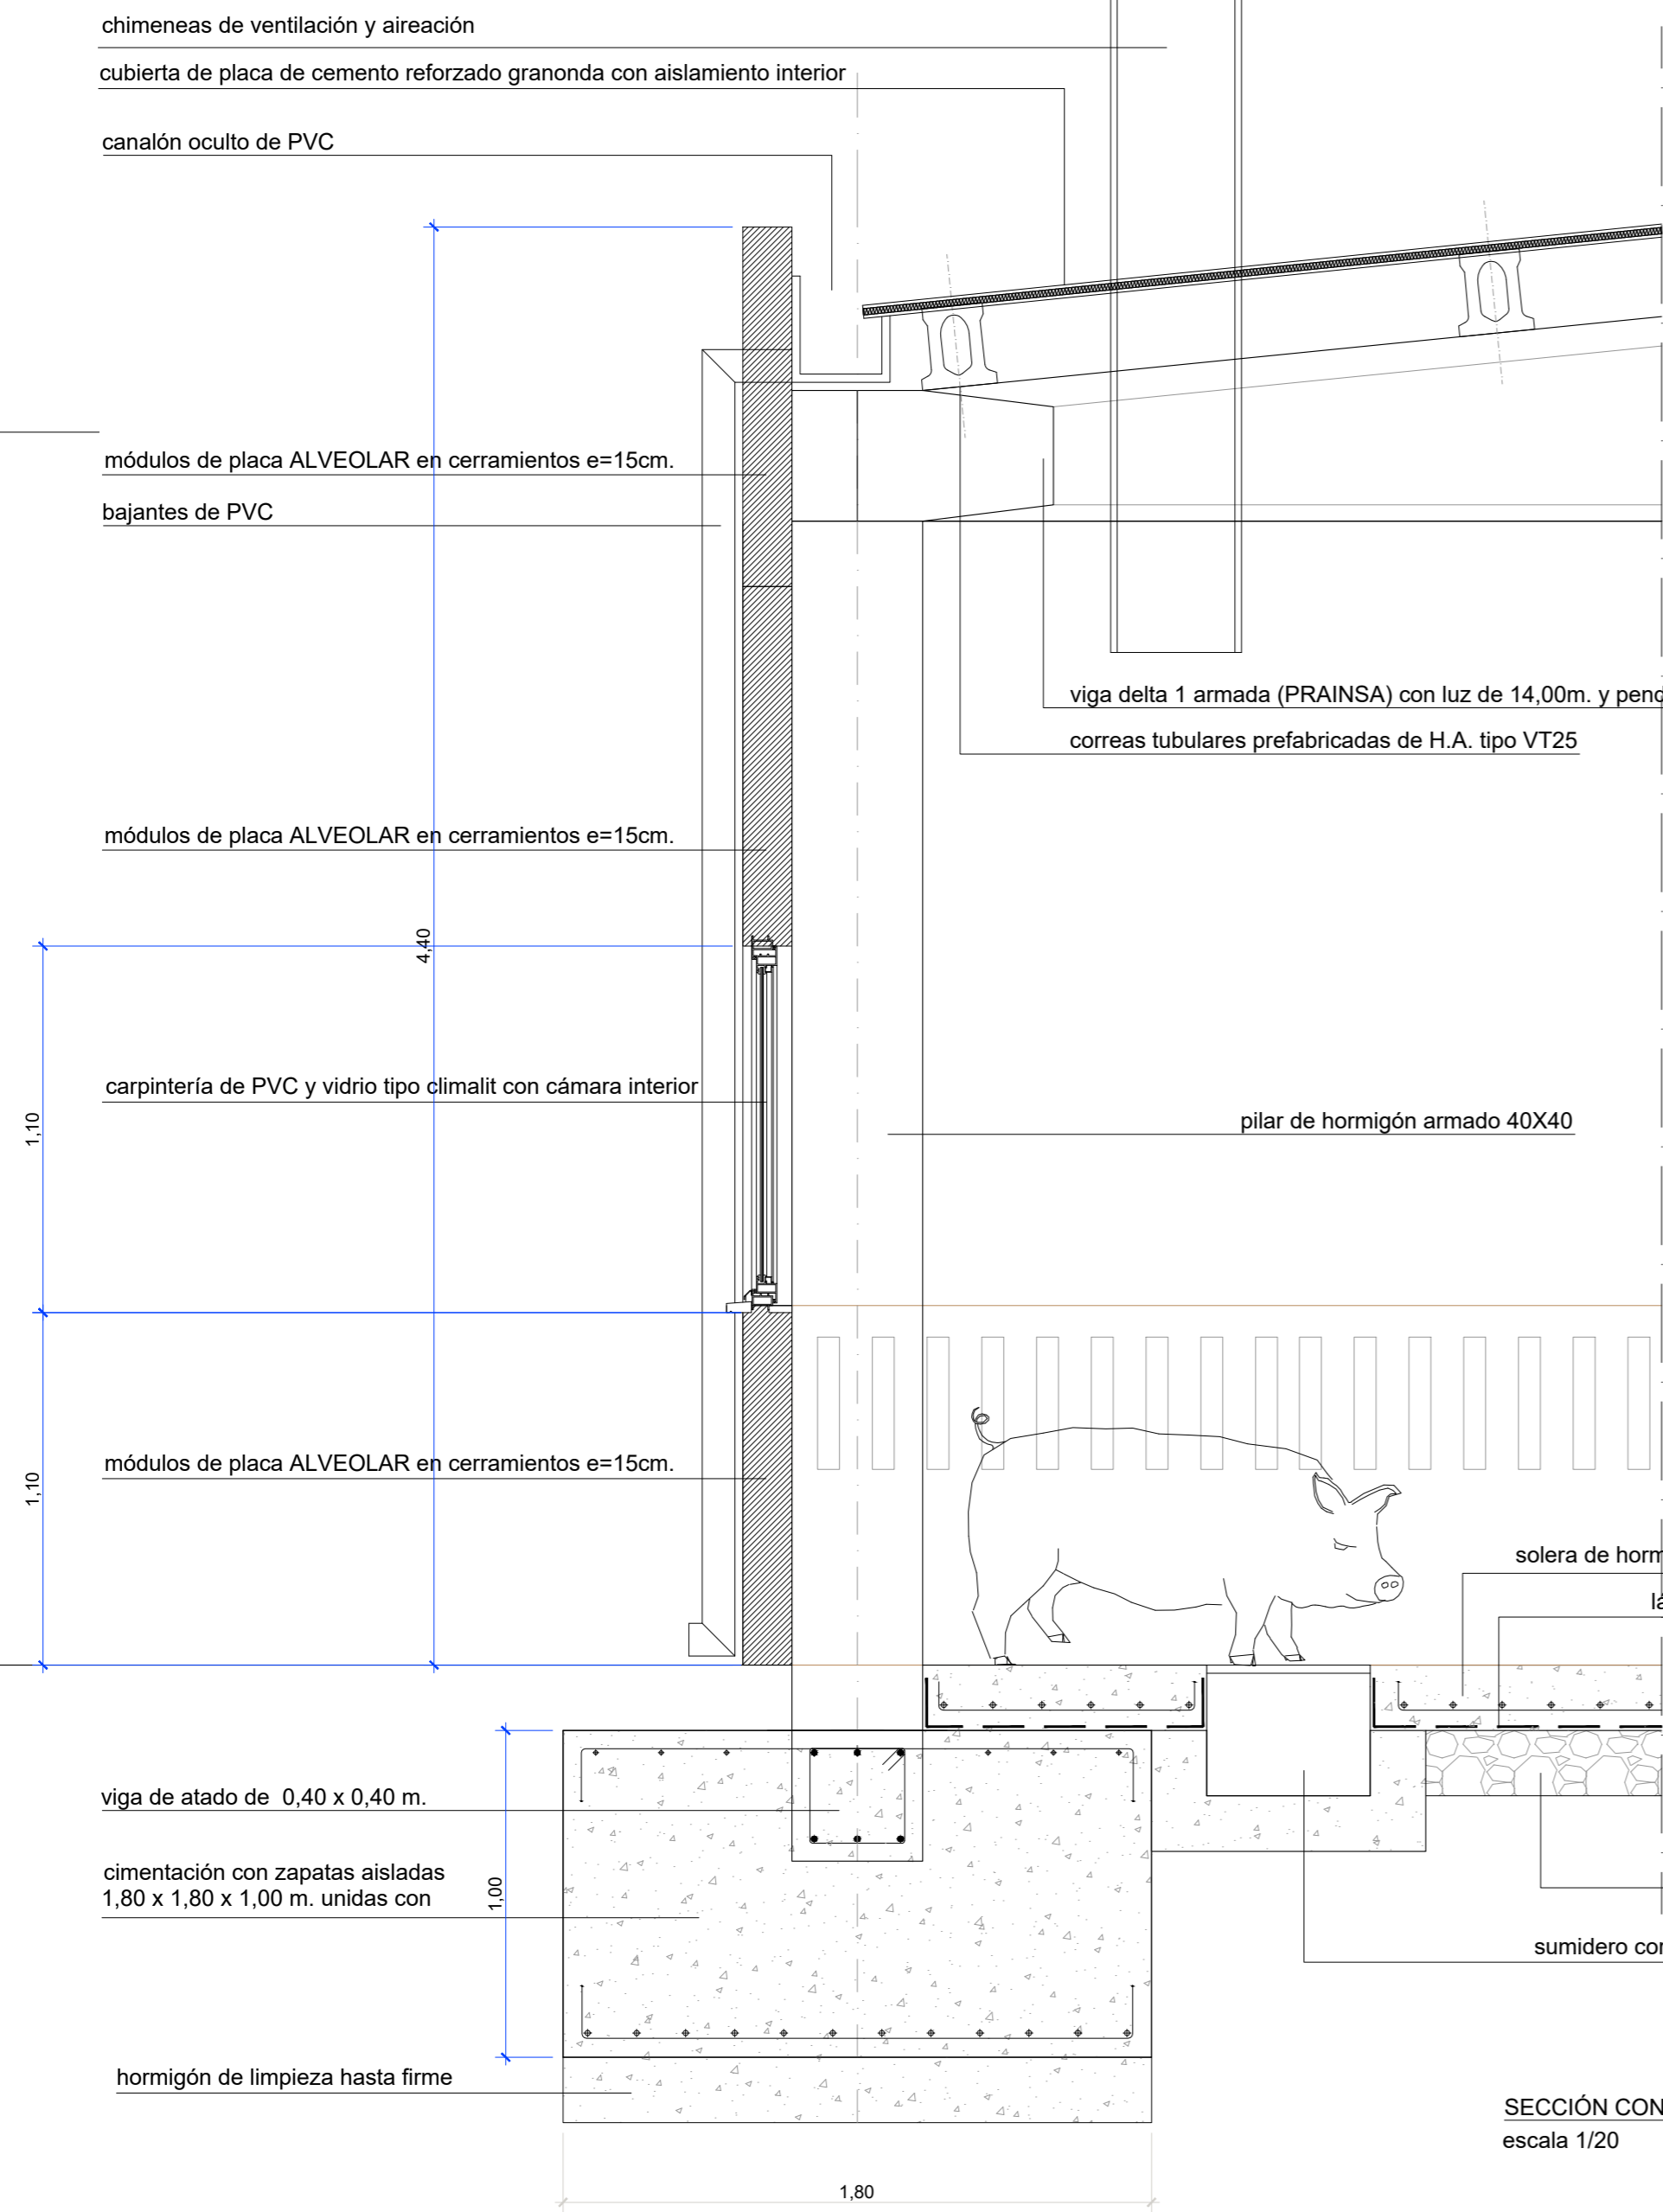 chimeneas de ventilación y aireación
cubierta de placa de cemento reforzado granonda con aislamiento interior
canalón oculto de PVC
módulos de placa ALVEOLAR en cerramientos e=15cm.
bajantes de PVC
viga delta 1 armada (PRAINSA) con luz de 14,00m. y pend
correas tubulares prefabricadas de H.A. tipo VT25
módulos de placa ALVEOLAR en cerramientos e=15cm.
4,40
carpintería de PVC y vidrio tipo climalit con cámara interior
1,10
pilar de hormigón armado 40X40
módulos de placa ALVEOLAR en cerramientos e=15cm.
1,10
solera de horm
lá
viga de atado de 0,40 x 0,40 m.
cimentación con zapatas aisladas
1,80 x 1,80 x 1,00 m. unidas con
1,00
sumidero con
hormigón de limpieza hasta firme
SECCIÓN CON
escala 1/20
1,80